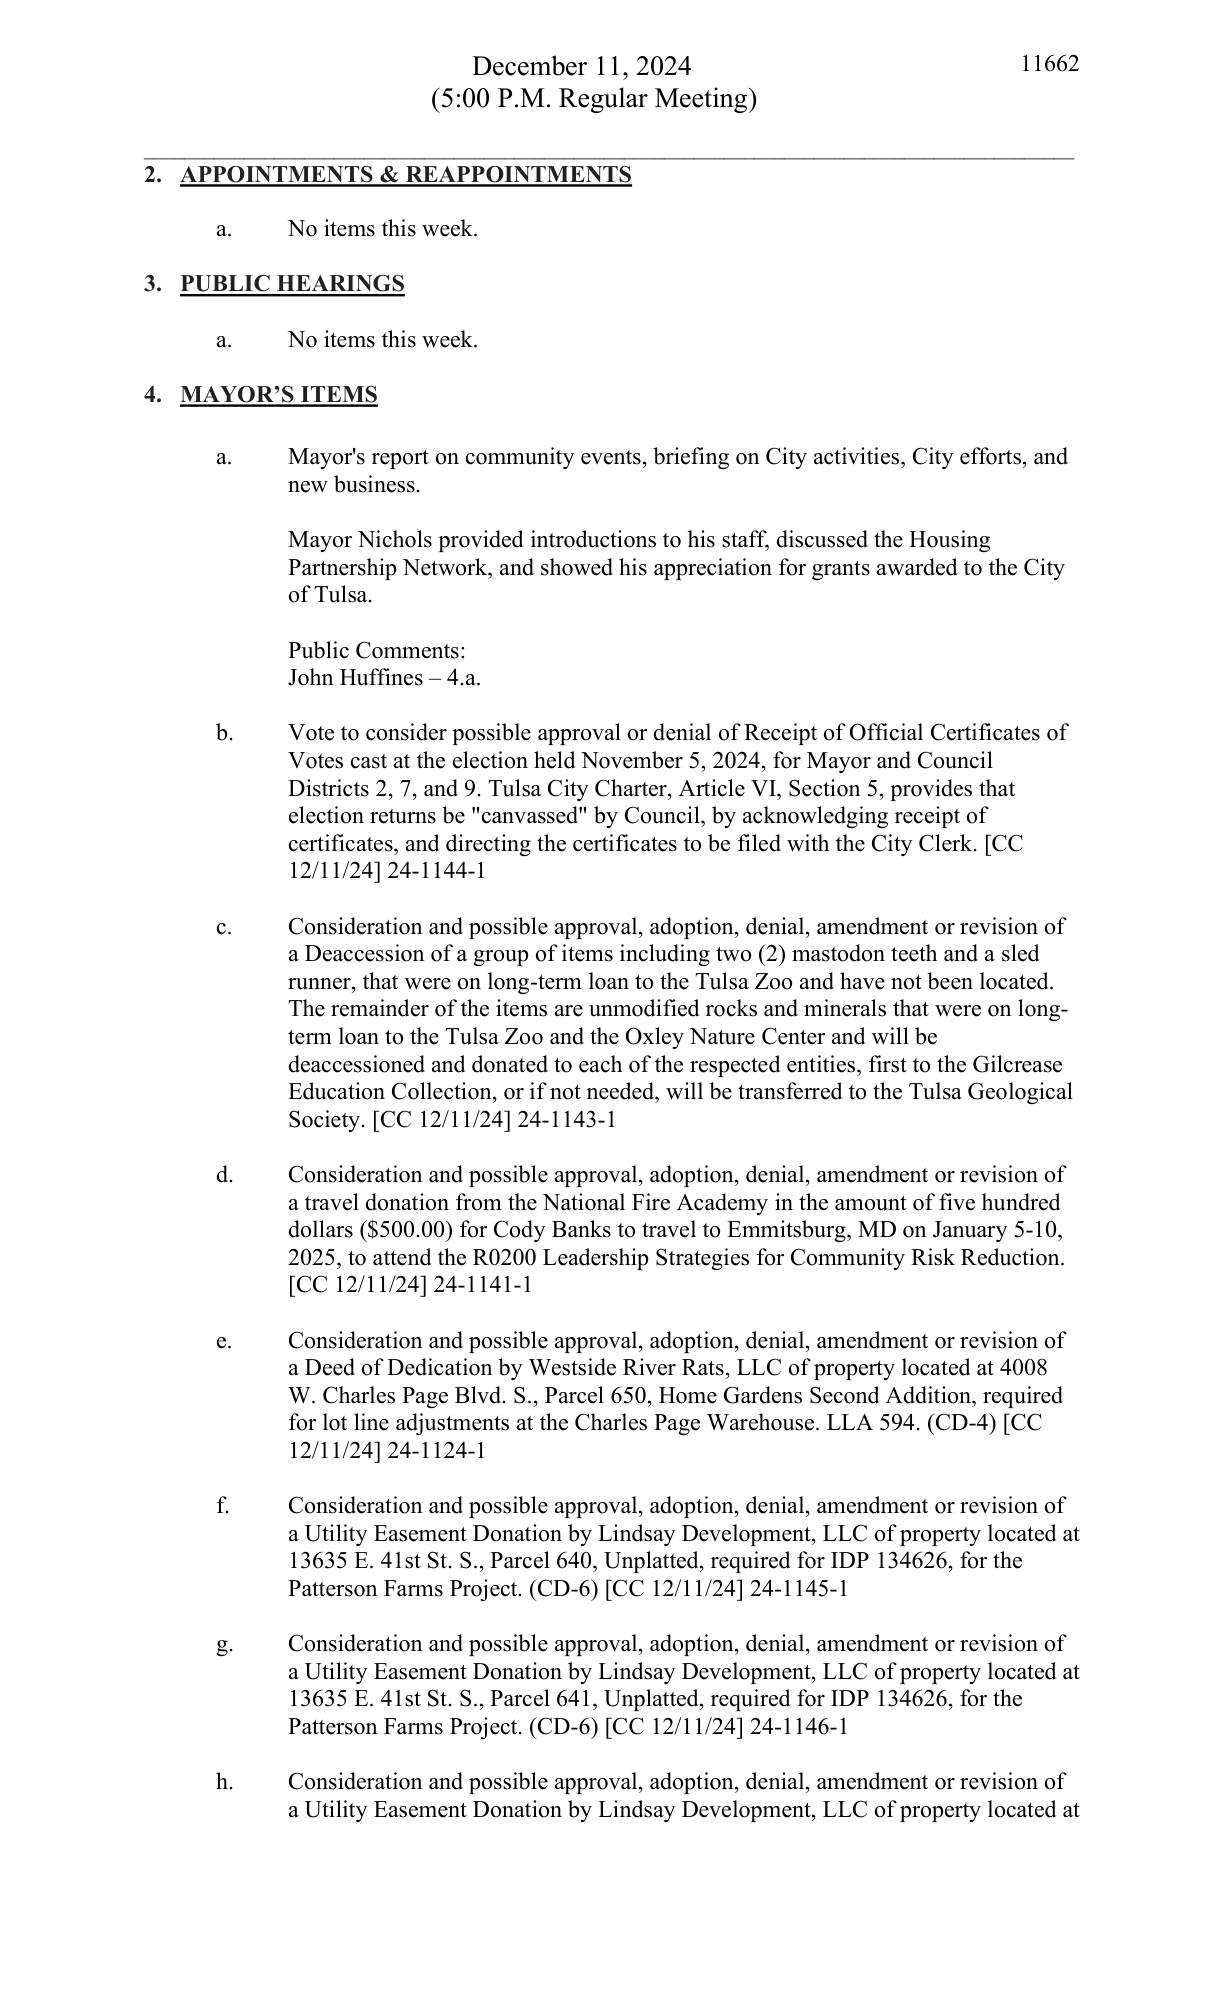 December 11, 2024
11662
(5:00 P.M. Regular Meeting)
2. APPOINTMENTS & REAPPOINTMENTS
a. No items this week.
3. PUBLIC HEARINGS
a. No items this week.
4. MAYOR’S ITEMS
a. Mayor's report on community events, briefing on City activities, City efforts, and
new business.
Mayor Nichols provided introductions to his staff, discussed the Housing
Partnership Network, and showed his appreciation for grants awarded to the City
of Tulsa.
Public Comments:
John Huffines – 4.a.
b. Vote to consider possible approval or denial of Receipt of Official Certificates of
Votes cast at the election held November 5, 2024, for Mayor and Council
Districts 2, 7, and 9. Tulsa City Charter, Article VI, Section 5, provides that
election returns be "canvassed" by Council, by acknowledging receipt of
certificates, and directing the certificates to be filed with the City Clerk. [CC
12/11/24] 24-1144-1
c. Consideration and possible approval, adoption, denial, amendment or revision of
a Deaccession of a group of items including two (2) mastodon teeth and a sled
runner, that were on long-term loan to the Tulsa Zoo and have not been located.
The remainder of the items are unmodified rocks and minerals that were on long-
term loan to the Tulsa Zoo and the Oxley Nature Center and will be
deaccessioned and donated to each of the respected entities, first to the Gilcrease
Education Collection, or if not needed, will be transferred to the Tulsa Geological
Society. [CC 12/11/24] 24-1143-1
d. Consideration and possible approval, adoption, denial, amendment or revision of
a travel donation from the National Fire Academy in the amount of five hundred
dollars ($500.00) for Cody Banks to travel to Emmitsburg, MD on January 5-10,
2025, to attend the R0200 Leadership Strategies for Community Risk Reduction.
[CC 12/11/24] 24-1141-1
e. Consideration and possible approval, adoption, denial, amendment or revision of
a Deed of Dedication by Westside River Rats, LLC of property located at 4008
W. Charles Page Blvd. S., Parcel 650, Home Gardens Second Addition, required
for lot line adjustments at the Charles Page Warehouse. LLA 594. (CD-4) [CC
12/11/24] 24-1124-1
f. Consideration and possible approval, adoption, denial, amendment or revision of
a Utility Easement Donation by Lindsay Development, LLC of property located at
13635 E. 41st St. S., Parcel 640, Unplatted, required for IDP 134626, for the
Patterson Farms Project. (CD-6) [CC 12/11/24] 24-1145-1
g. Consideration and possible approval, adoption, denial, amendment or revision of
a Utility Easement Donation by Lindsay Development, LLC of property located at
13635 E. 41st St. S., Parcel 641, Unplatted, required for IDP 134626, for the
Patterson Farms Project. (CD-6) [CC 12/11/24] 24-1146-1
h. Consideration and possible approval, adoption, denial, amendment or revision of
a Utility Easement Donation by Lindsay Development, LLC of property located at